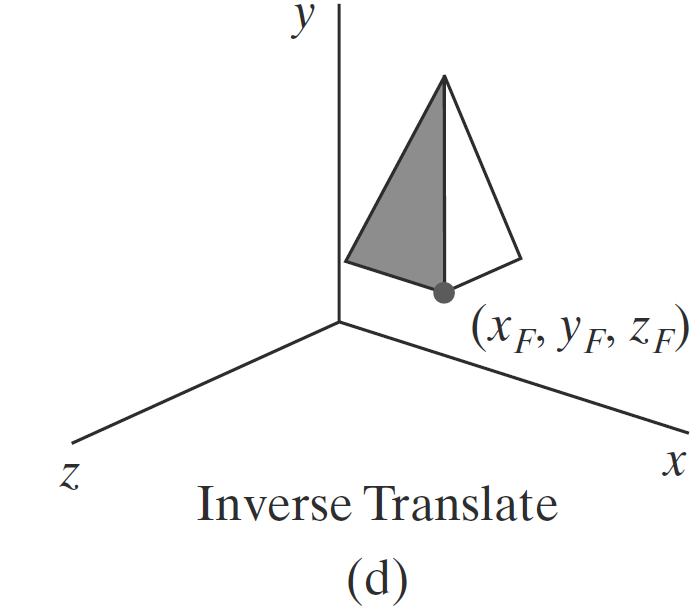 y
(x_F, y_F, z_F)
z
x
Inverse Translate
(d)